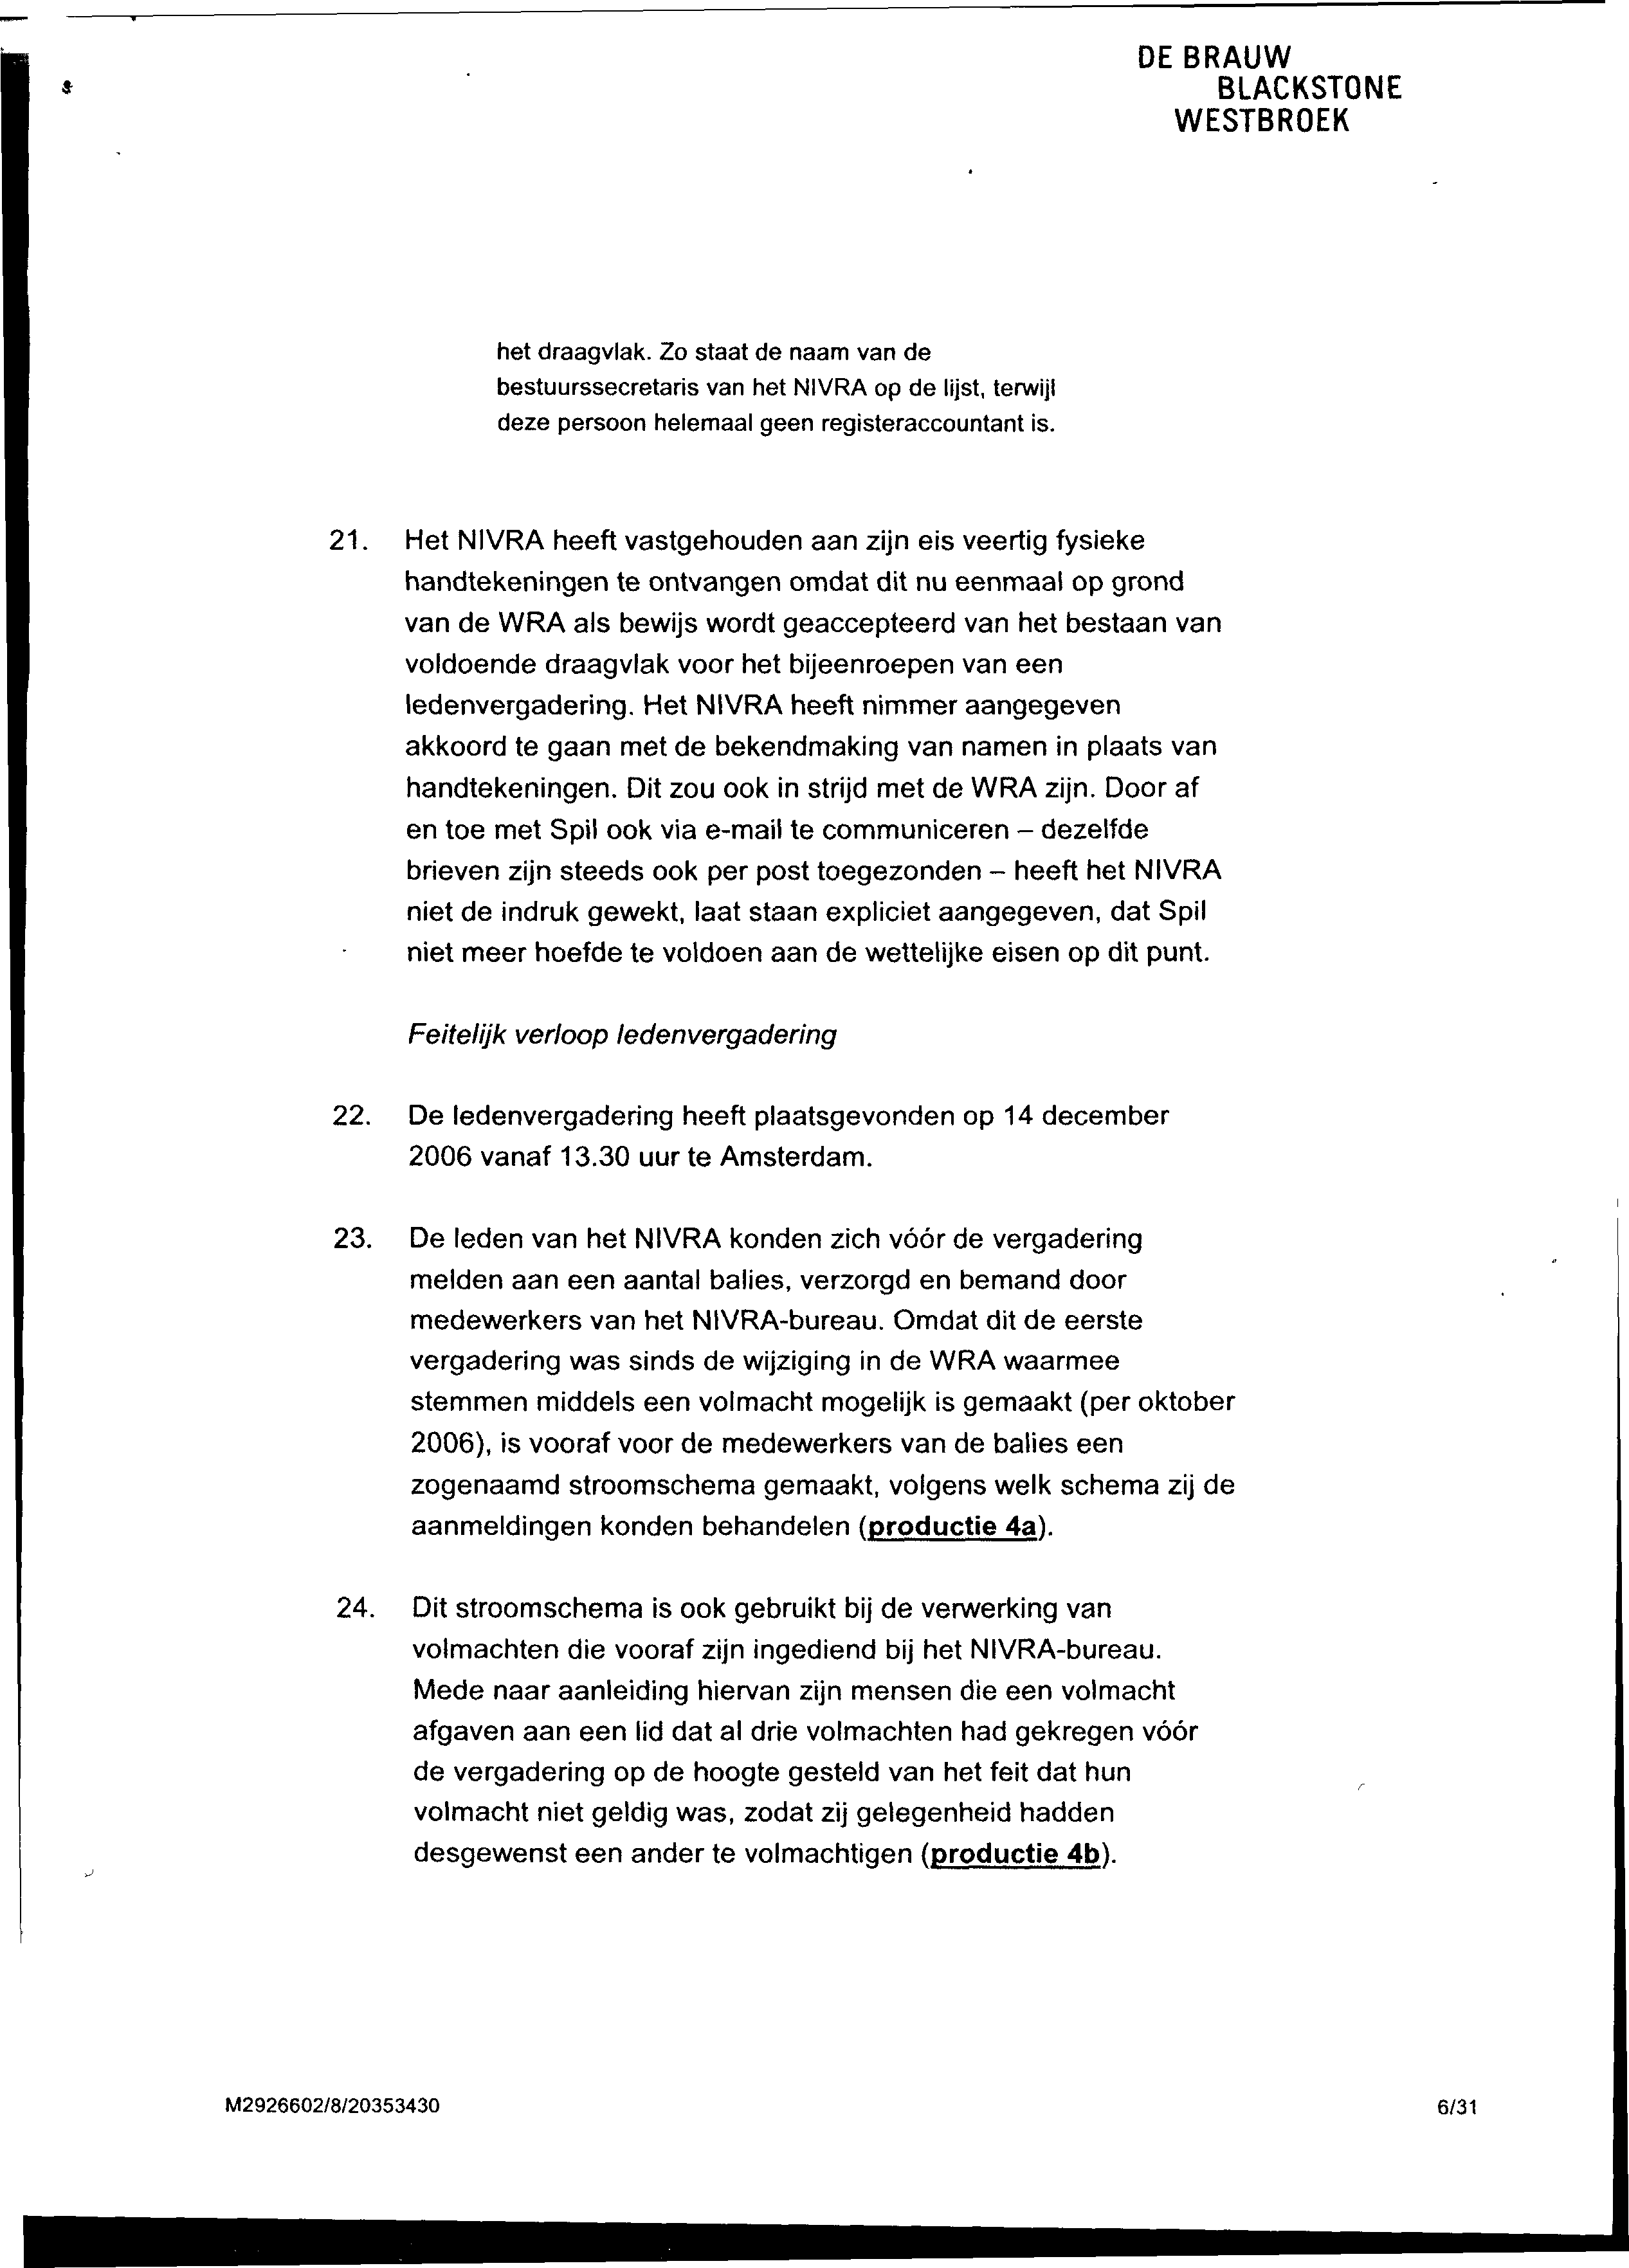 DE BRAUW
BLACKSTONE
WESTBROEK
het draagvlak. Zo staat de naam van de
bestuurssecretaris van het NIVRA op de lijst, terwijl
deze persoon helemaal geen registeraccountant is.
21. Het NIVRA heeft vastgehouden aan zijn eis veertig fysieke
handtekeningen te ontvangen omdat dit nu eenmaal op grond
van de WRA als bewijs wordt geaccepteerd van het bestaan van
voldoende draagvlak voor het bijeenroepen van een
ledenvergadering. Het NIVRA heeft nimmer aangegeven
akkoord te gaan met de bekendmaking van namen in plaats van
handtekeningen. Dit zou ook in strijd met de WRA zijn. Door af
en toe met Spil ook via e-mail te communiceren – dezelfde
brieven zijn steeds ook per post toegezonden – heeft het NIVRA
niet de indruk gewekt, laat staan expliciet aangegeven, dat Spil
niet meer hoefde te voldoen aan de wettelijke eisen op dit punt.
Feitelijk verloop ledenvergadering
22. De ledenvergadering heeft plaatsgevonden op 14 december
2006 vanaf 13.30 uur te Amsterdam.
23. De leden van het NIVRA konden zich vóór de vergadering
melden aan een aantal balies, verzorgd en bemand door
medewerkers van het NIVRA-bureau. Omdat dit de eerste
vergadering was sinds de wijziging in de WRA waarmee
stemmen middels een volmacht mogelijk is gemaakt (per oktober
2006), is vooraf voor de medewerkers van de balies een
zogenaamd stroomschema gemaakt, volgens welk schema zij de
aanmeldingen konden behandelen (productie 4a).
24. Dit stroomschema is ook gebruikt bij de verwerking van
volmachten die vooraf zijn ingediend bij het NIVRA-bureau.
Mede naar aanleiding hiervan zijn mensen die een volmacht
afgaven aan een lid dat al drie volmachten had gekregen vóór
de vergadering op de hoogte gesteld van het feit dat hun
volmacht niet geldig was, zodat zij gelegenheid hadden
desgewenst een ander te volmachtigen (productie 4b).
M2926602/8/20353430 6/31